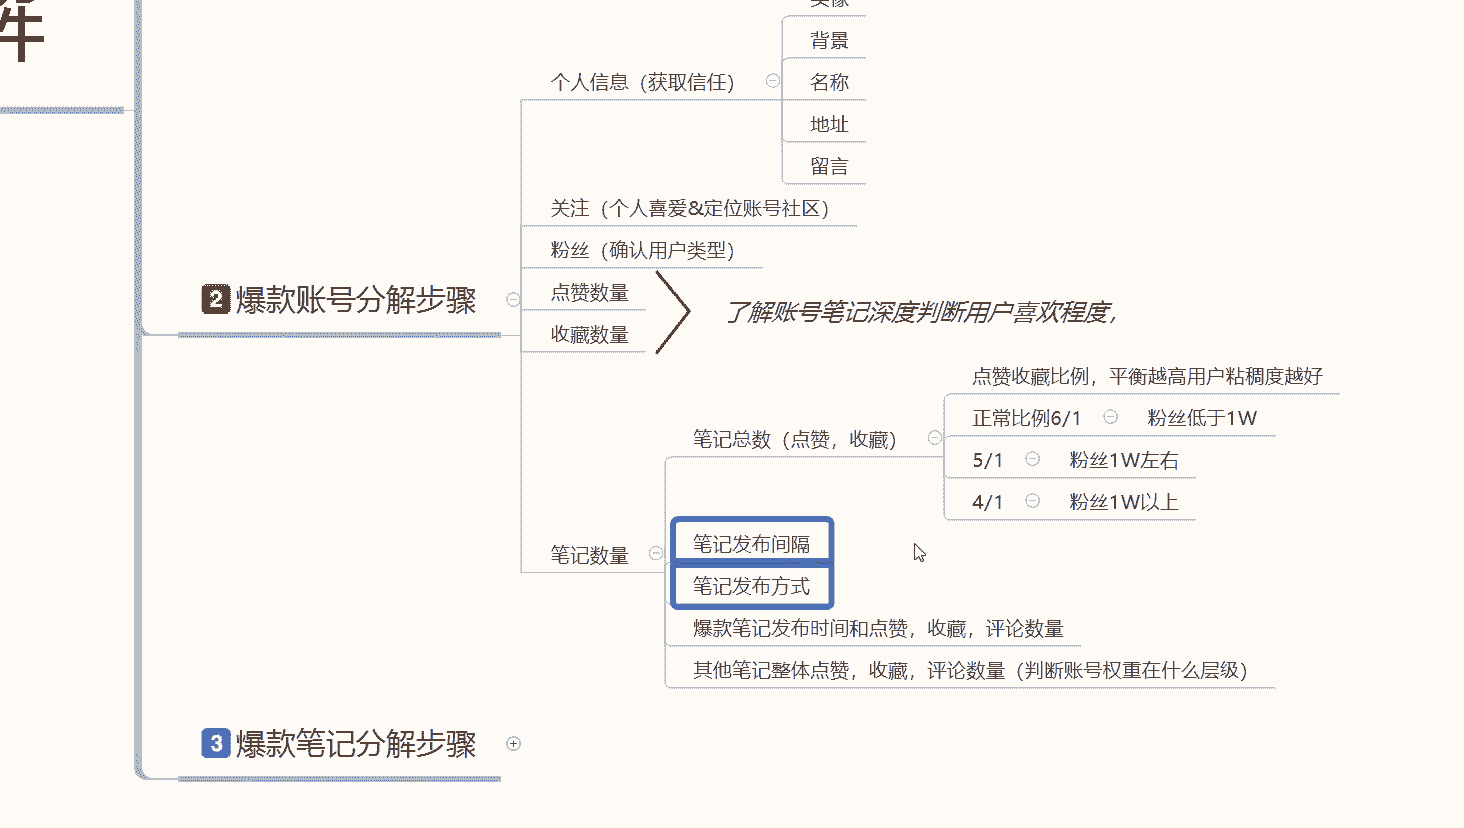 背景
个人信息（获取信任）
名称
地址
留言
关注（个人喜爱&定位账号社区）
粉丝（确认用户类型）
2 爆款账号分解步骤
点赞数量
收藏数量
了解账号笔记深度判断用户喜欢程度，
点赞收藏比例，平衡越高用户粘稠度越好
正常比例6/1 粉丝低于1W
笔记总数（点赞，收藏）
5/1 粉丝1W左右
4/1 粉丝1W以上
笔记数量
笔记发布间隔
笔记发布方式
爆款笔记发布时间和点赞，收藏，评论数量
其他笔记整体点赞，收藏，评论数量（判断账号权重在什么层级）
3 爆款笔记分解步骤